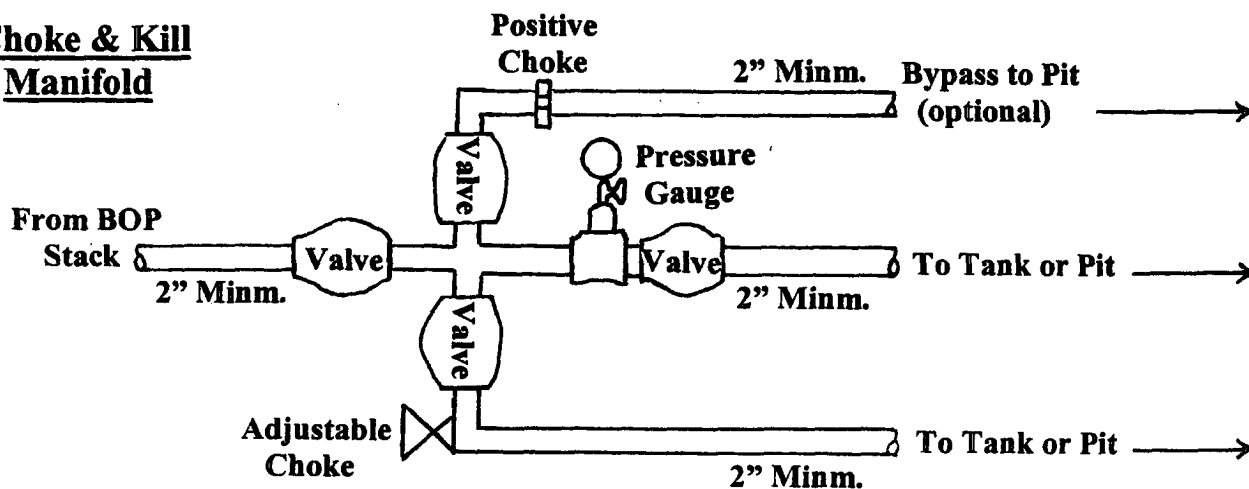 hoke & Kill
Manifold
Positive
Choke
2” Minm.
Bypass to Pit
(optional)
Valve
Pressure
Gauge
From BOP
Stack
Valve
Valve
To Tank or Pit
2” Minm.
2” Minm.
Valve
Adjustable
Choke
To Tank or Pit
2” Minm.